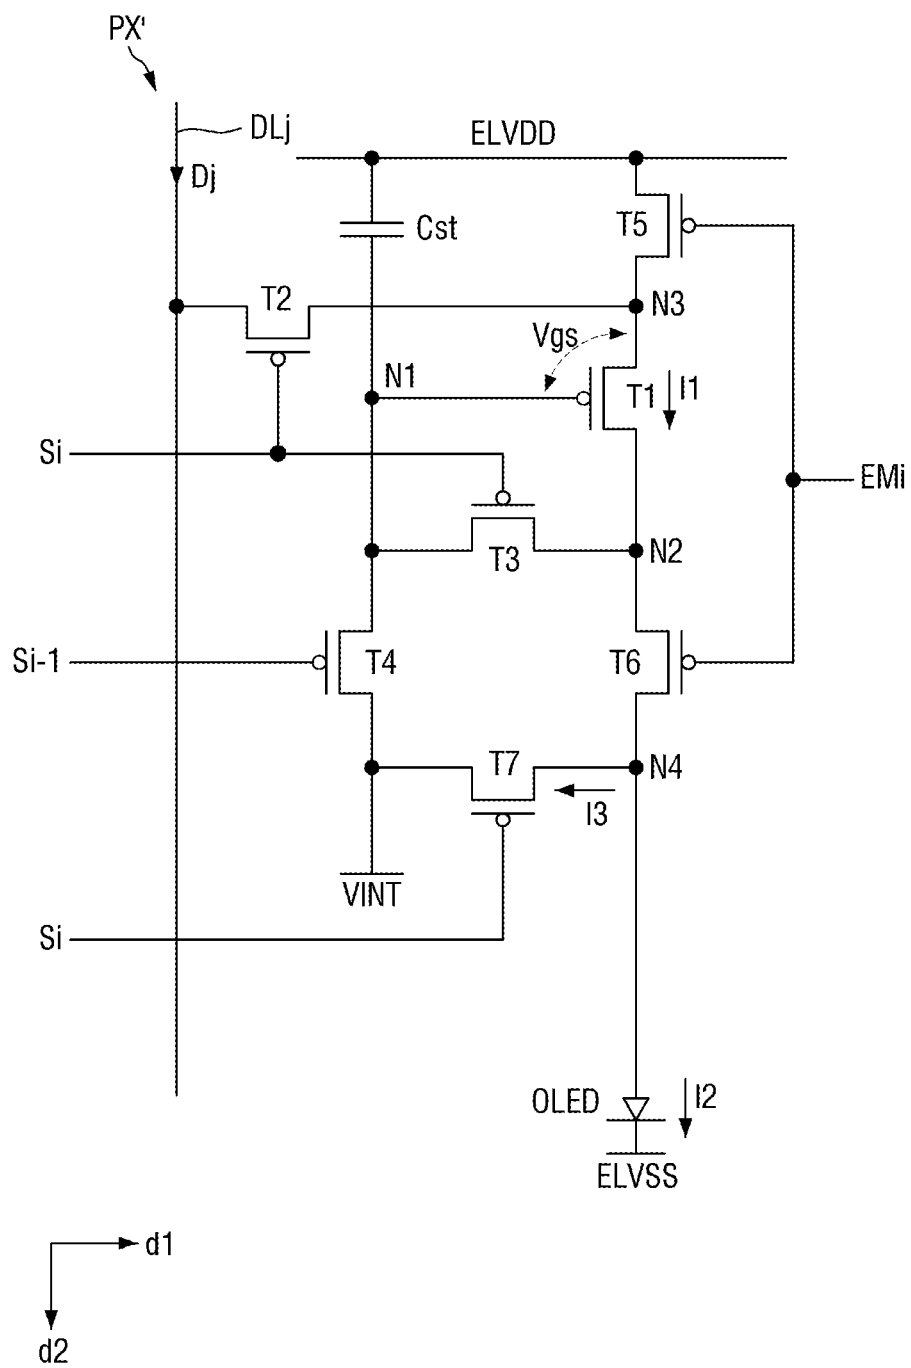 PX'
DLj
ELVDD
Dj
Cst
T5
T2
N3
Vgs
N1
T1
I1
Si
EMi
T3
N2
Si-1
T4
T6
T7
N4
I3
VINT
Si
OLED
I2
ELVSS
d1
d2